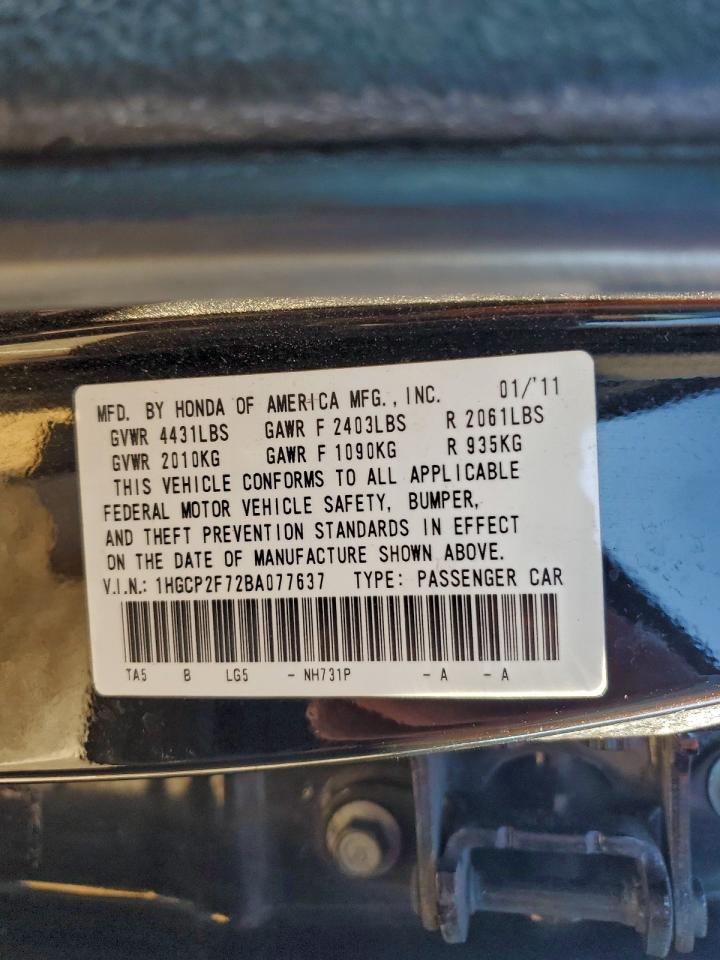 MFD. BY HONDA OF AMERICA MFG., INC. 01/'11
GVWR 4431LBS GAWR F 2403LBS R 2061LBS
GVWR 2010KG GAWR F 1090KG R 935KG
THIS VEHICLE CONFORMS TO ALL APPLICABLE
FEDERAL MOTOR VEHICLE SAFETY, BUMPER,
AND THEFT PREVENTION STANDARDS IN EFFECT
ON THE DATE OF MANUFACTURE SHOWN ABOVE.
V.I.N.: 1HGCP2F72BA077637 TYPE: PASSENGER CAR
TA5 B LG5 - NH731P - A - A